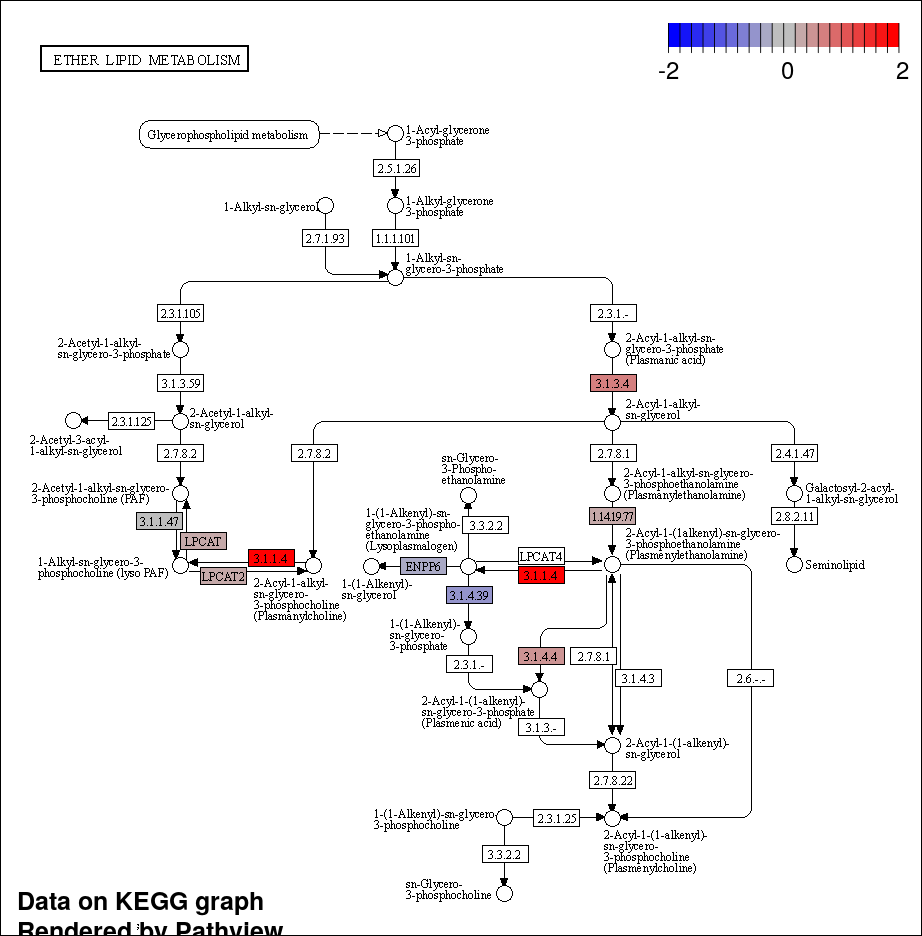 ETHER LIPID METABOLISM
-2
0
2
Glycerophospholipid metabolism
1-Acyl-glycerone
3-phosphate
2.5.1.26
1-Alkyl-sn-glycerol
1-Alkyl-glycerone
3-phosphate
2.7.1.93
1.1.1.101
1-Alkyl-sn-
glycero-3-phosphate
2.3.1.105
2.3.1.-
2-Acetyl-1-alkyl-
sn-glycero-3-phosphate
2-Acyl-1-alkyl-sn-
glycero-3-phosphate
(Plasmanic acid)
3.1.3.59
3.1.3.4
2.3.1.125
2-Acetyl-1-alkyl-
sn-glycerol
2-Acyl-1-alkyl-
sn-glycerol
2-Acetyl-3-acyl-
1-alkyl-sn-glycerol
2.7.8.2
2.7.8.2
2.7.8.1
2.4.1.47
sn-Glycero-
3-Phospho-
ethanolamine
2-Acetyl-1-alkyl-sn-glycero-
3-phosphocholine (PAF)
2-Acyl-1-alkyl-sn-glycero-
3-phosphoethanolamine
(Plasmanylethanolamine)
Galactosyl-2-acyl-
1-alkyl-sn-glycerol
3.1.1.47
1-(1-Alkenyl)-sn-
glycero-3-phospho-
ethanolamine
(Lysoplasmalogen)
3.3.2.2
1.14.19.77
2.8.2.11
LPCAT
2-Acyl-1-(1alkenyl)-sn-glycero-
3-phosphoethanolamine
(Plasmenylethanolamine)
1-Alkyl-sn-glycero-3-
phosphocholine (lyso PAF)
3.1.1.4
LPCAT2
ENPP6
LPCAT4
3.1.1.4
Seminolipid
2-Acyl-1-alkyl-
sn-glycero-
3-phosphocholine
(Plasmanylcholine)
1-(1-Alkenyl)-
sn-glycerol
3.1.4.39
1-(1-Alkenyl)-
sn-glycero-
3-phosphate
2.3.1.-
3.1.4.4
2.7.8.1
3.1.4.3
2.6.-.-
2-Acyl-1-(1-alkenyl)-
sn-glycero-3-phosphate
(Plasmenic acid)
3.1.3.-
2-Acyl-1-(1-alkenyl)-
sn-glycerol
2.7.8.22
1-(1-Alkenyl)-sn-glycero-
3-phosphocholine
2.3.1.25
2-Acyl-1-(1-alkenyl)-
sn-glycero-
3-phosphocholine
(Plasmenylcholine)
3.3.2.2
sn-Glycero-
3-phosphocholine
Data on KEGG graph
Rendered by Pathview